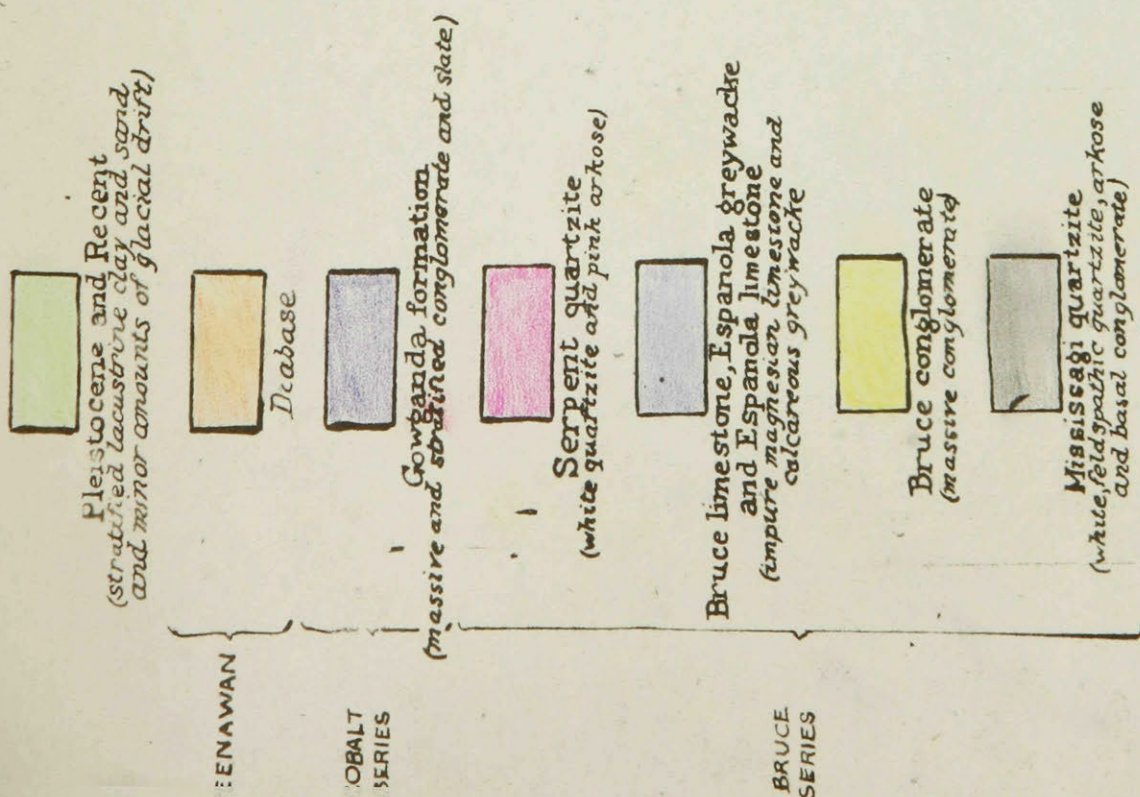 Pleistocene and Recent
(stratified lacustrine clay and sand
and minor amounts of glacial drift)
EENAWAN
Diabase
OBALT
SERIES
Gowganda formation
(massive and stratified conglomerate and slate)
BRUCE
SERIES
Serpent quartzite
(white quartzite and pink arkose)
Bruce limestone, Espanola greywacke
and Espanola limestone
(impure magnesian limestone and
calcareous greywacke
Bruce conglomerate
(massive conglomerate)
Mississagi quartzite
(white, feldspathic quartzite, arkose
and basal conglomerate)